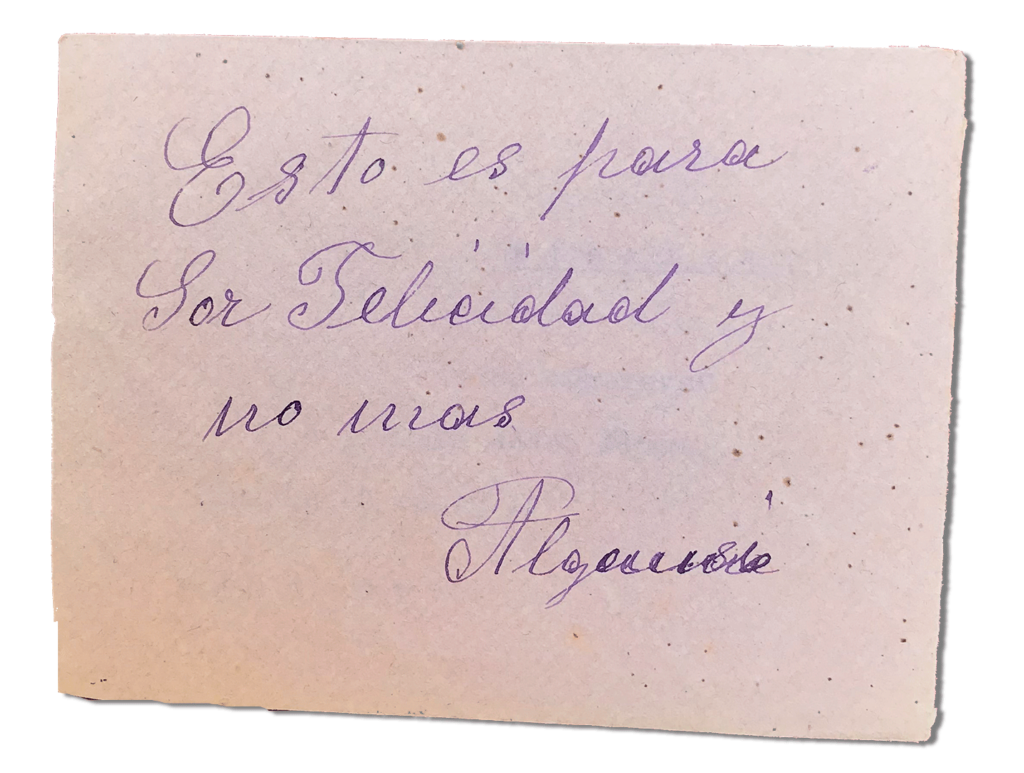 Esto es para
Sor Felicidad y
no mas